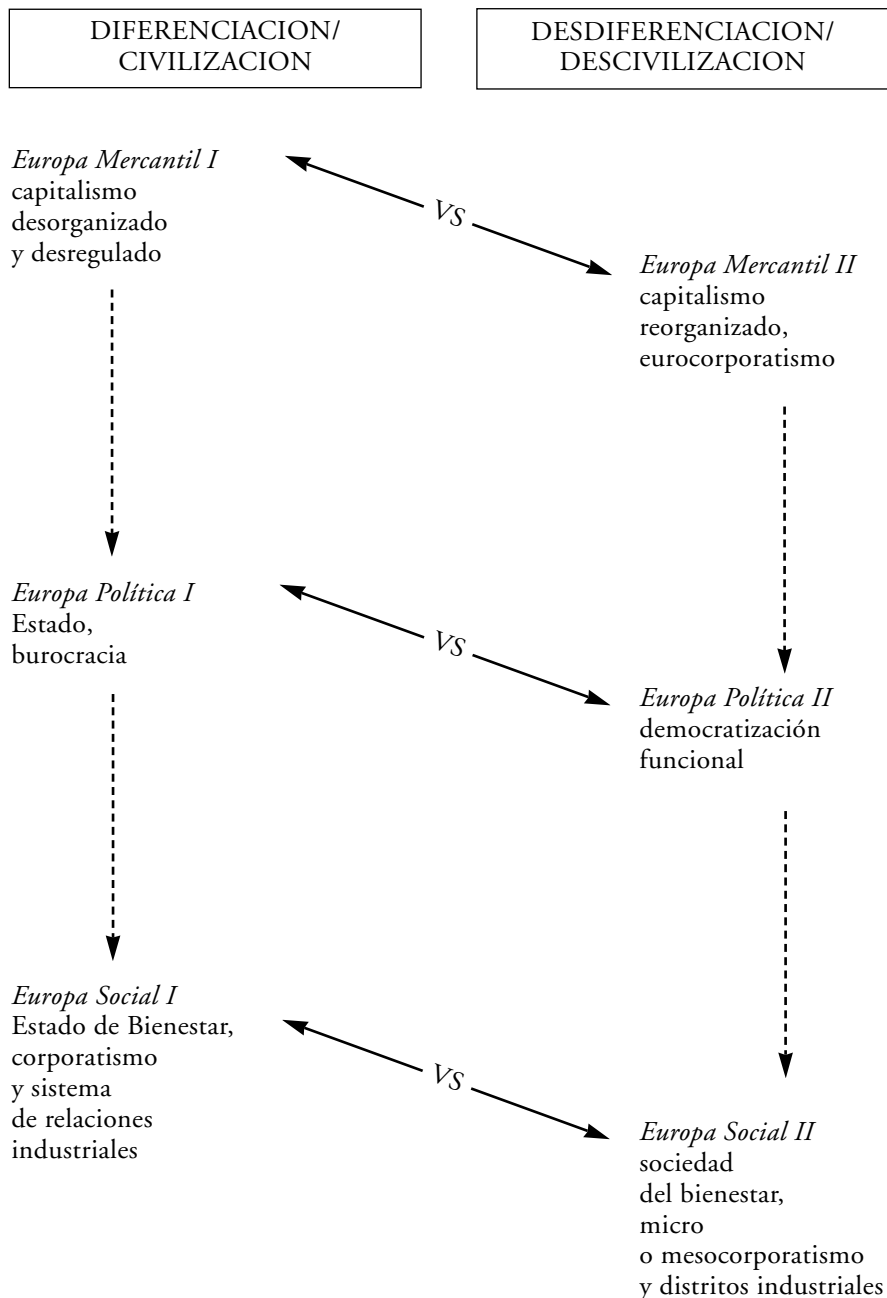 DIFERENCIACION/
CIVILIZACION
DESDIFERENCIACION/
DESCIVILIZACION
Europa Mercantil I
capitalismo
desorganizado
y desregulado
VS
Europa Mercantil II
capitalismo
reorganizado,
eurocorporatismo
Europa Política I
Estado,
burocracia
VS
Europa Política II
democratización
funcional
Europa Social I
Estado de Bienestar,
corporatismo
y sistema
de relaciones
industriales
VS
Europa Social II
sociedad
del bienestar,
micro
o mesocorporatismo
y distritos industriales